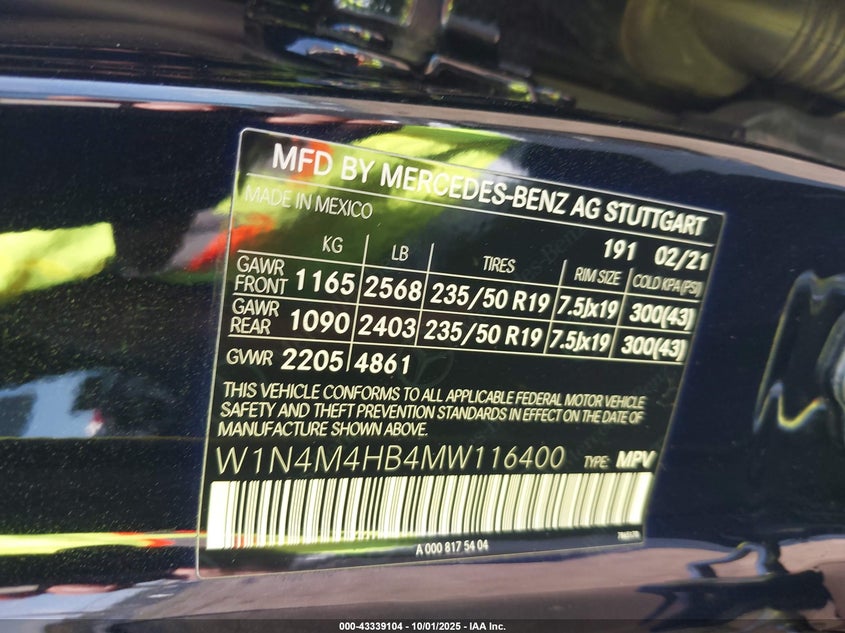 MFD BY MERCEDES-BENZ AG STUTTGART
MADE IN MEXICO
191 02/21
KG LB TIRES RIM SIZE COLD KPA (PSI)
GAWR FRONT 1165 2568 235/50 R19 7.5Jx19 300(43)
GAWR REAR 1090 2403 235/50 R19 7.5Jx19 300(43)
GVWR 2205 4861
THIS VEHICLE CONFORMS TO ALL APPLICABLE FEDERAL MOTOR VEHICLE
SAFETY AND THEFT PREVENTION STANDARDS IN EFFECT ON THE DATE OF
MANUFACTURE SHOWN ABOVE.
W1N4M4HB4MW116400 TYPE: MPV
A 000 817 54 04
000-43339104 - 10/01/2025 - IAA Inc.